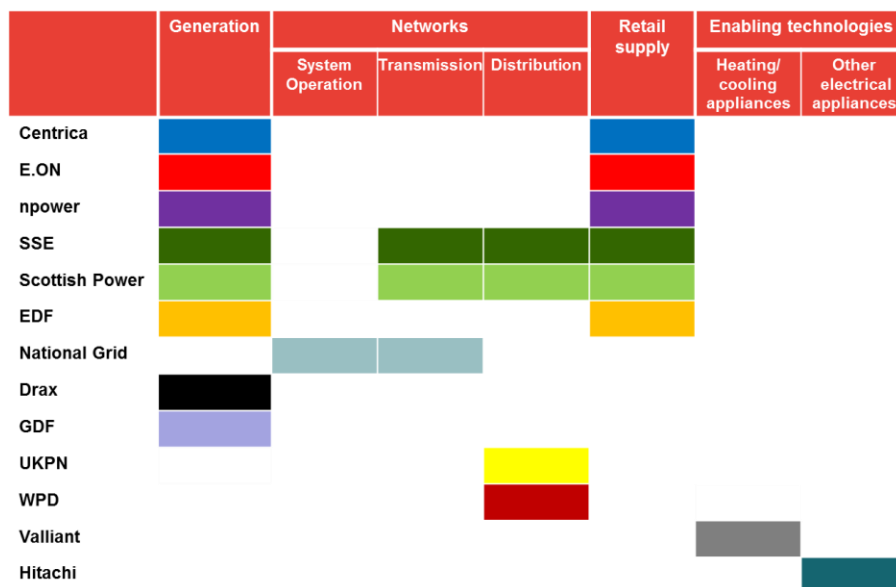 Generation
Networks
Retail
supply
Enabling technologies
System
Operation
Transmission
Distribution
Heating/
cooling
appliances
Other
electrical
appliances
Centrica
E.ON
npower
SSE
Scottish Power
EDF
National Grid
Drax
GDF
UKPN
WPD
Valliant
Hitachi